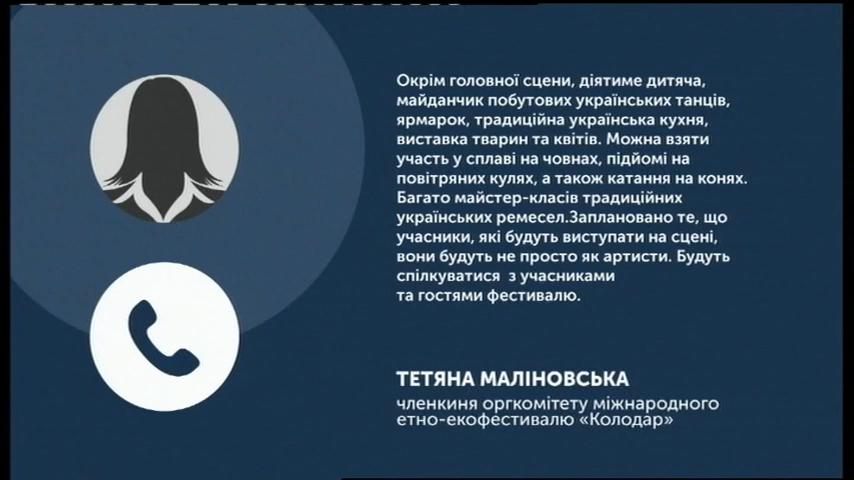 Окрім головної сцени, діятиме дитяча,
майданчик побутових українських танців,
ярмарок, традиційна українська кухня,
виставка тварин та квітів. Можна взяти
участь у сплаві на човнах, підйомі на
повітряних кулях, а також катання на конях.
Багато майстер-класів традиційних
українських ремесел.Заплановано те, що
учасники, які будуть виступати на сцені,
вони будуть не просто як артисти. Будуть
спілкуватися з учасниками
та гостями фестивалю.
ТЕТЯНА МАЛІНОВСЬКА
членкиня оргкомітету міжнародного
етно-екофестивалю «Колодар»